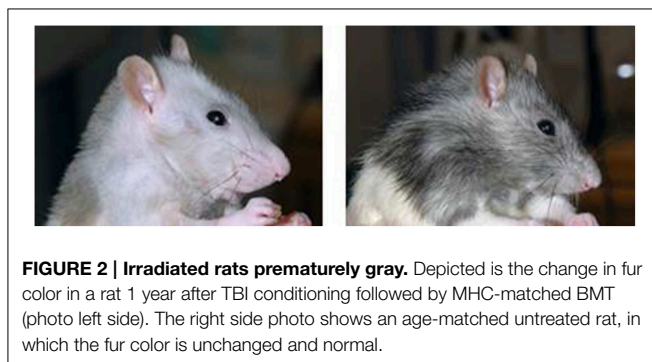 FIGURE 2 | Irradiated rats prematurely gray. Depicted is the change in fur
color in a rat 1 year after TBI conditioning followed by MHC-matched BMT
(photo left side). The right side photo shows an age-matched untreated rat, in
which the fur color is unchanged and normal.